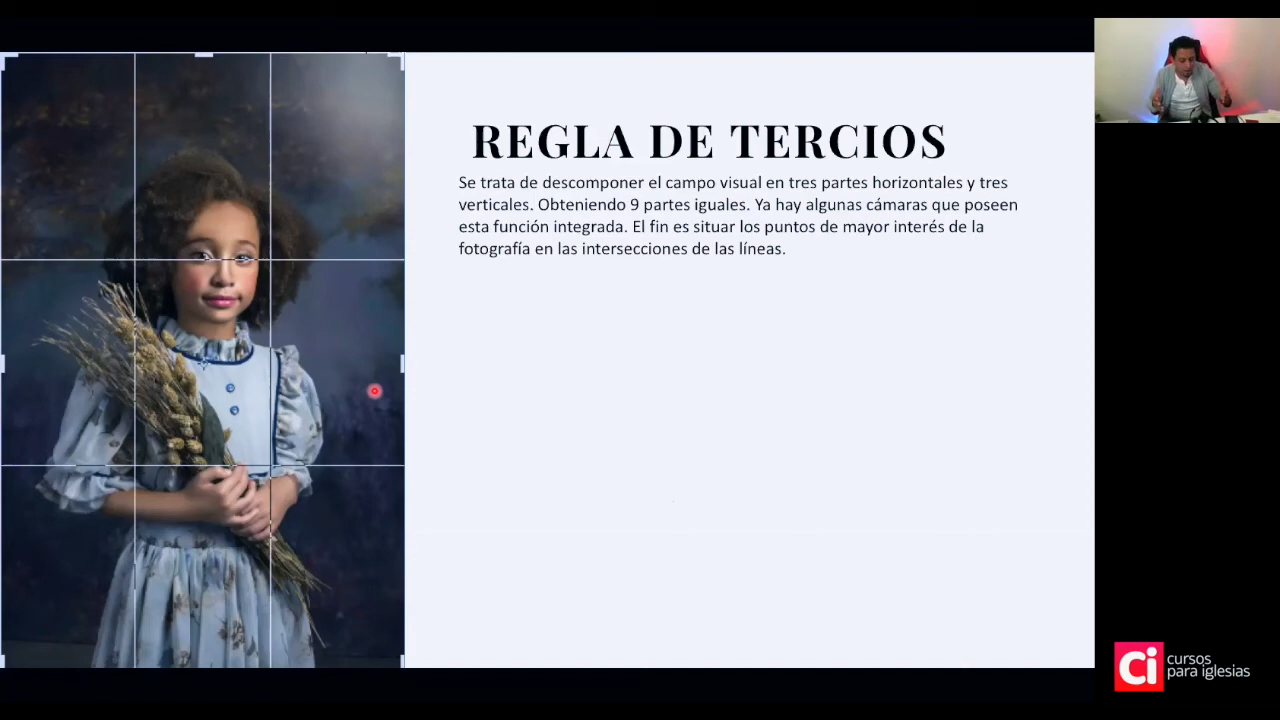 REGLA DE TERCIOS
Se trata de descomponer el campo visual en tres partes horizontales y tres
verticales. Obteniendo 9 partes iguales. Ya hay algunas cámaras que poseen
esta función integrada. El fin es situar los puntos de mayor interés de la
fotografía en las intersecciones de las líneas.
Ci
cursos
para iglesias